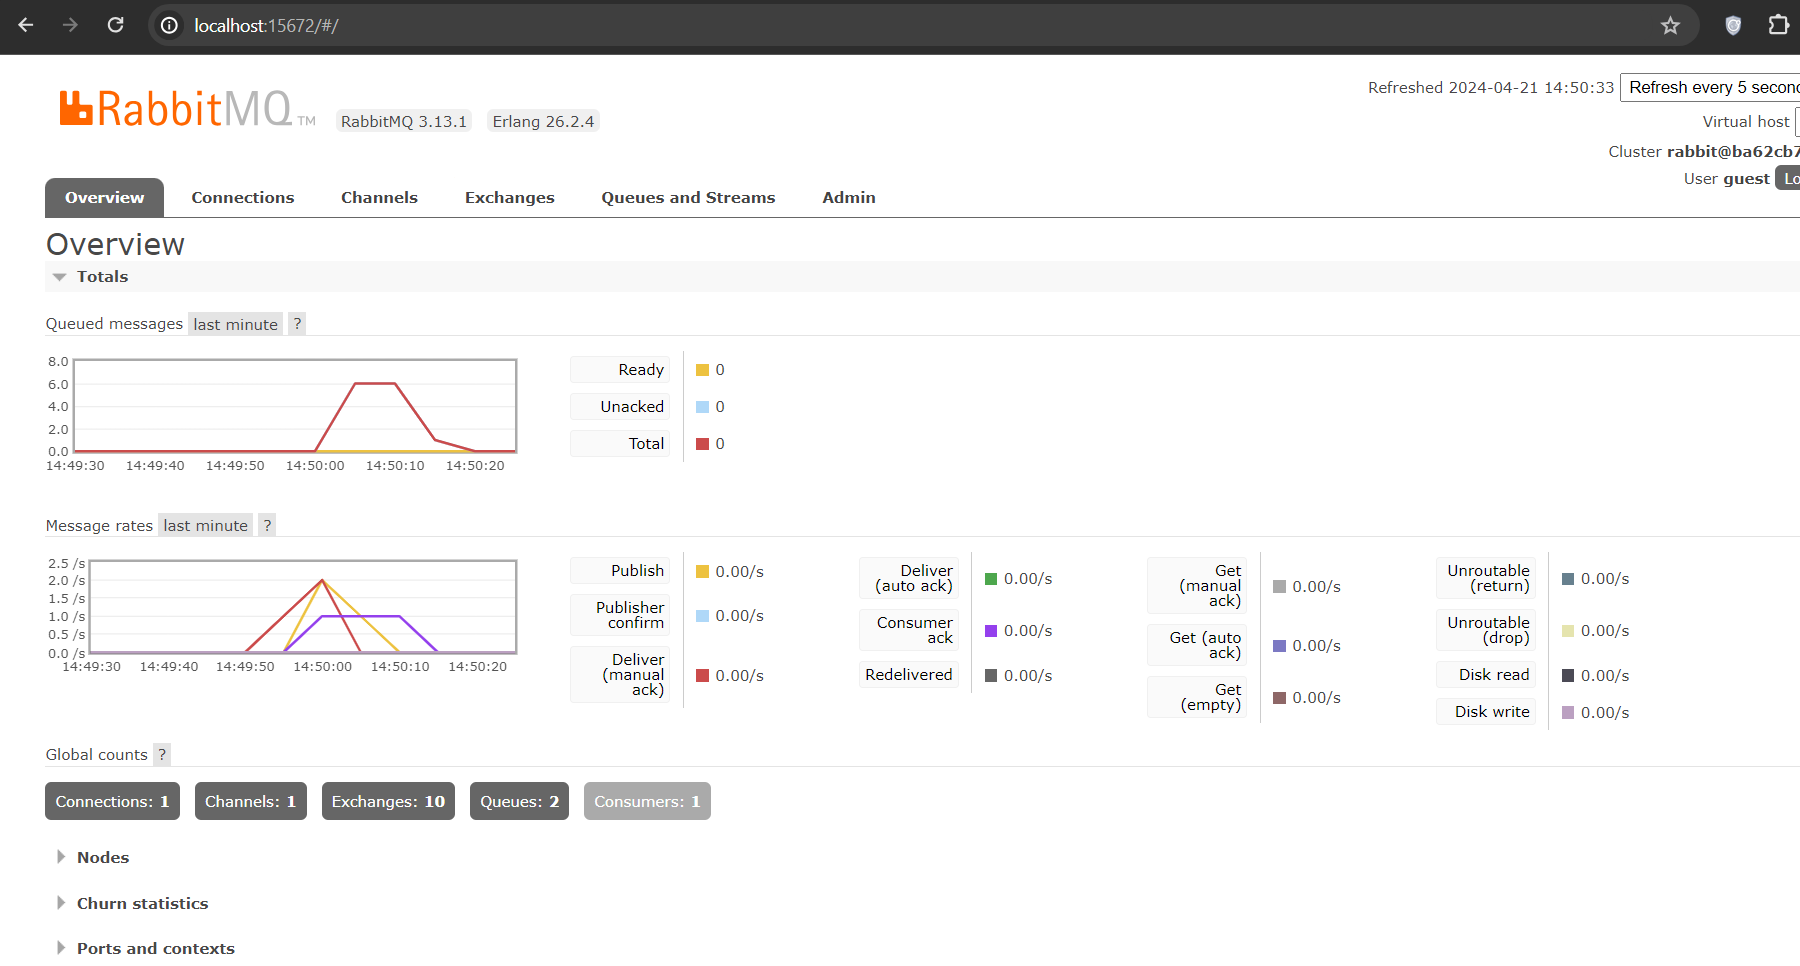 localhost:15672/#/
RabbitMQ TM
RabbitMQ 3.13.1 Erlang 26.2.4
Refreshed 2024-04-21 14:50:33 Refresh every 5 secon
Virtual host
Cluster rabbit@ba62cb7
User guest Lo
Overview Connections Channels Exchanges Queues and Streams Admin
Overview
Totals
Queued messages last minute ?
8.0
6.0
4.0
2.0
0.0
14:49:30 14:49:40 14:49:50 14:50:00 14:50:10 14:50:20
Ready 0
Unacked 0
Total 0
Message rates last minute ?
2.5 /s
2.0 /s
1.5 /s
1.0 /s
0.5 /s
0.0 /s
14:49:30 14:49:40 14:49:50 14:50:00 14:50:10 14:50:20
Publish 0.00/s
Publisher
confirm 0.00/s
Deliver
(manual
ack) 0.00/s
Deliver
(auto ack) 0.00/s
Consumer
ack 0.00/s
Redelivered 0.00/s
Get
(manual
ack) 0.00/s
Get (auto
ack) 0.00/s
Get
(empty) 0.00/s
Unroutable
(return) 0.00/s
Unroutable
(drop) 0.00/s
Disk read 0.00/s
Disk write 0.00/s
Global counts ?
Connections: 1 Channels: 1 Exchanges: 10 Queues: 2 Consumers: 1
Nodes
Churn statistics
Ports and contexts